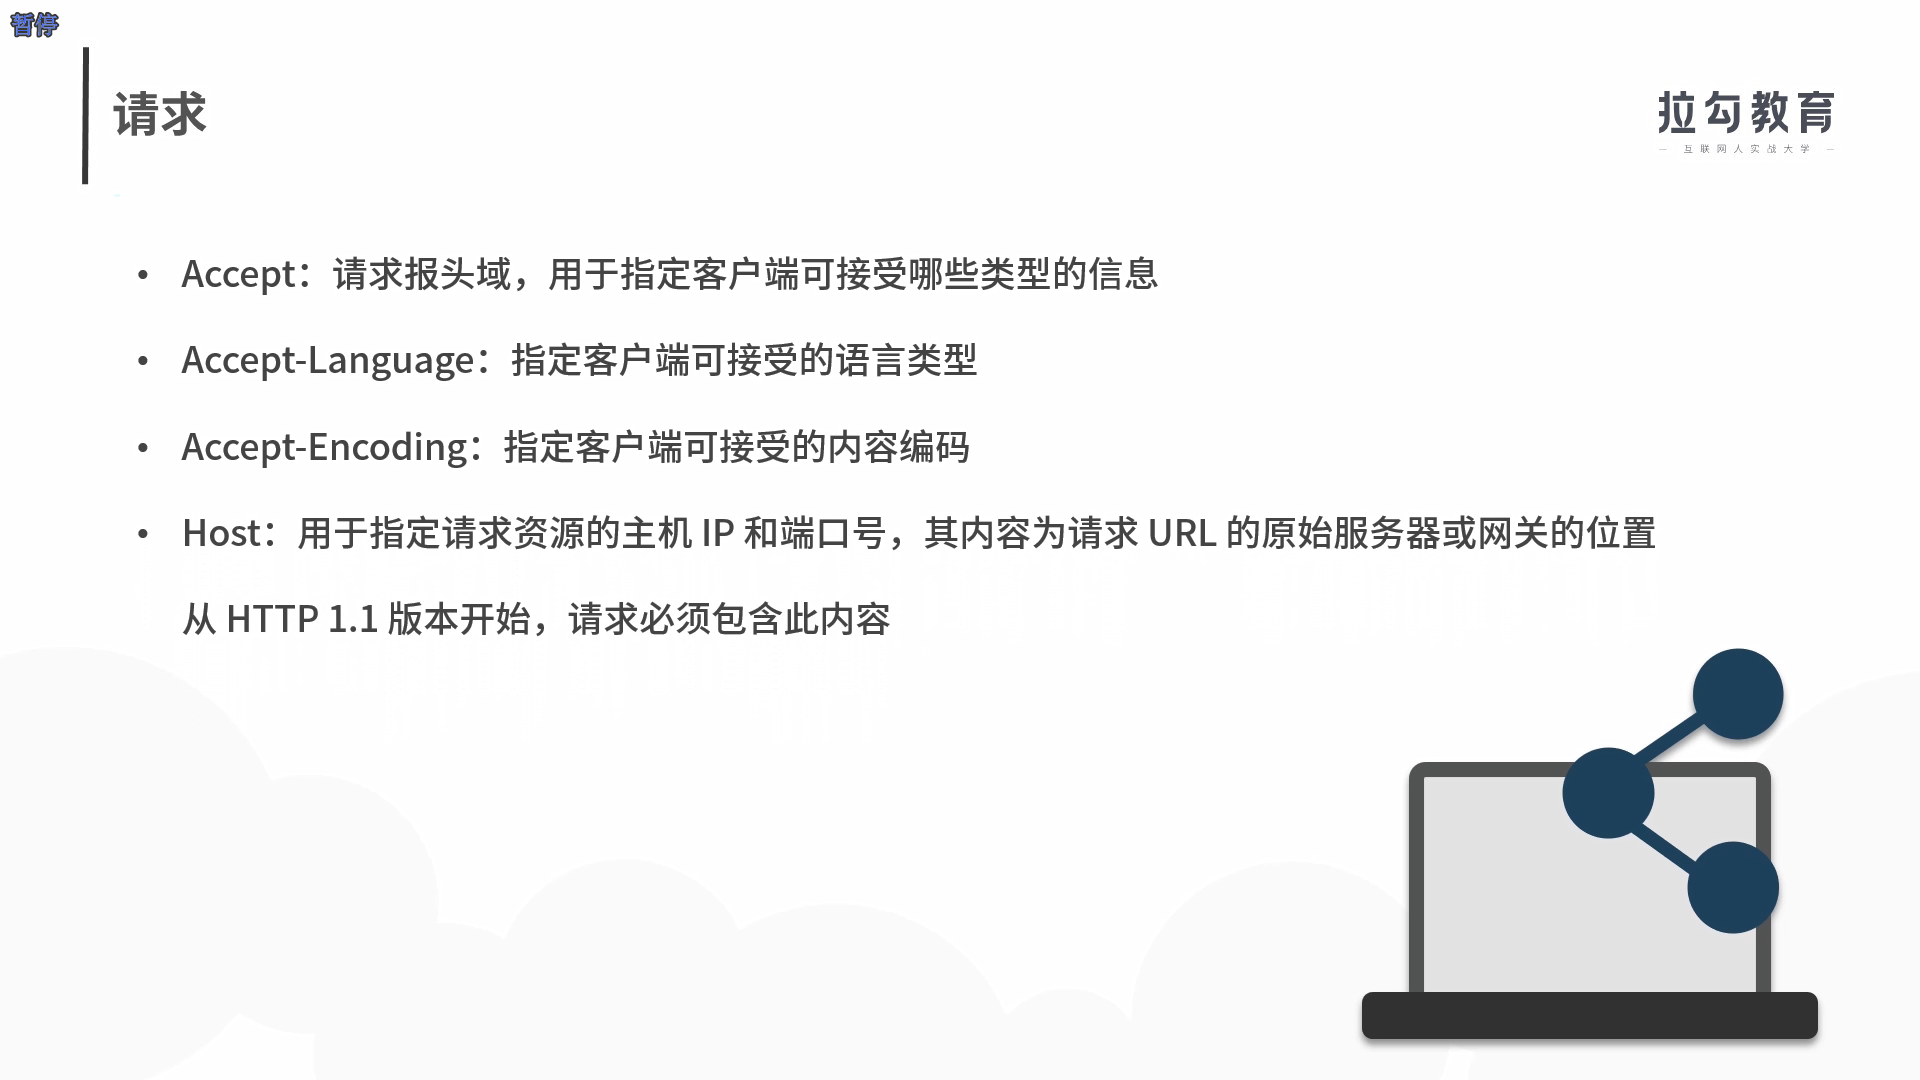 暂停
请求
拉勾教育
— 互联网人实战大学 —
• Accept：请求报头域，用于指定客户端可接受哪些类型的信息
• Accept-Language：指定客户端可接受的语言类型
• Accept-Encoding：指定客户端可接受的内容编码
• Host：用于指定请求资源的主机 IP 和端口号，其内容为请求 URL 的原始服务器或网关的位置
从 HTTP 1.1 版本开始，请求必须包含此内容